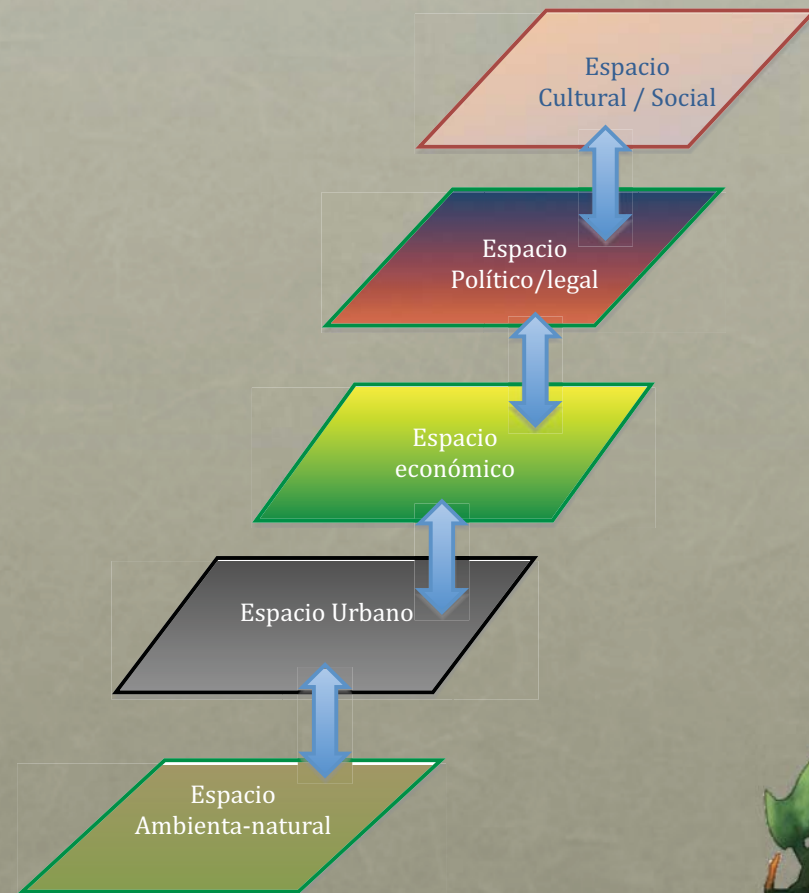 Espacio
Cultural / Social
Espacio
Político/legal
Espacio
económico
Espacio Urbano
Espacio
Ambienta-natural